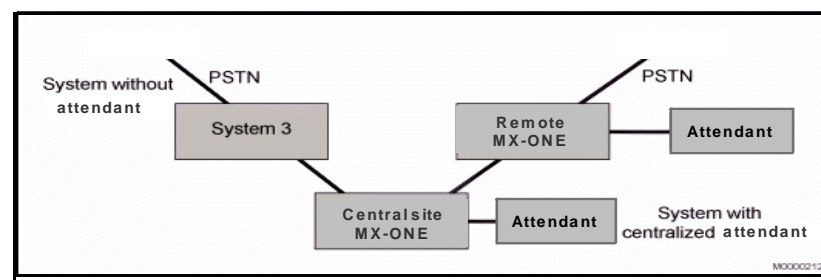 System without
attendant
PSTN
PSTN
System 3
Remote
MX-ONE
Attendant
Central site
MX-ONE
Attendant
System with
centralized attendant
M0000212